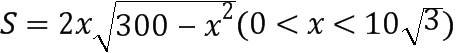 S = 2x√(300 − x²)(0 < x < 10√3)